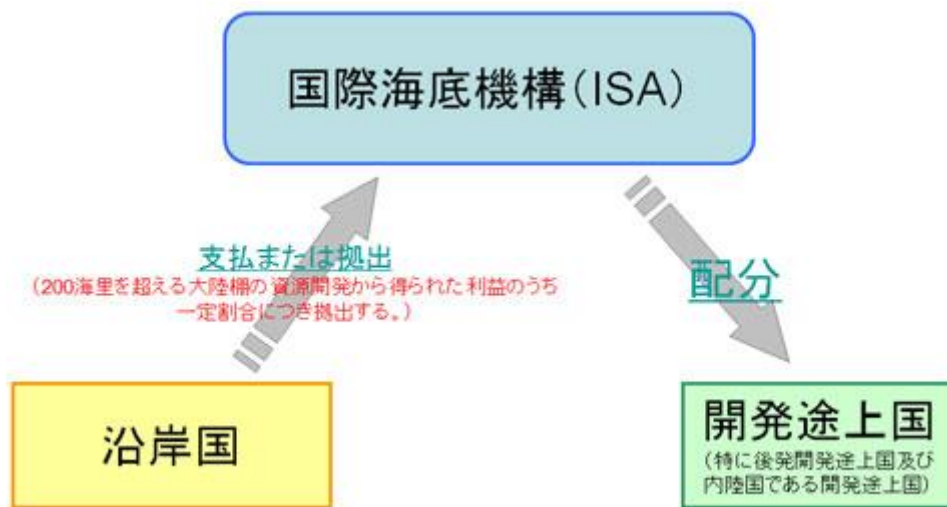 国際海底機構(ISA)
支払または拠出
(200海里を超える大陸棚の資源開発から得られた利益のうち
一定割合につき拠出する。)
配分
沿岸国
開発途上国
(特に後発開発途上国及び
内陸国である開発途上国)